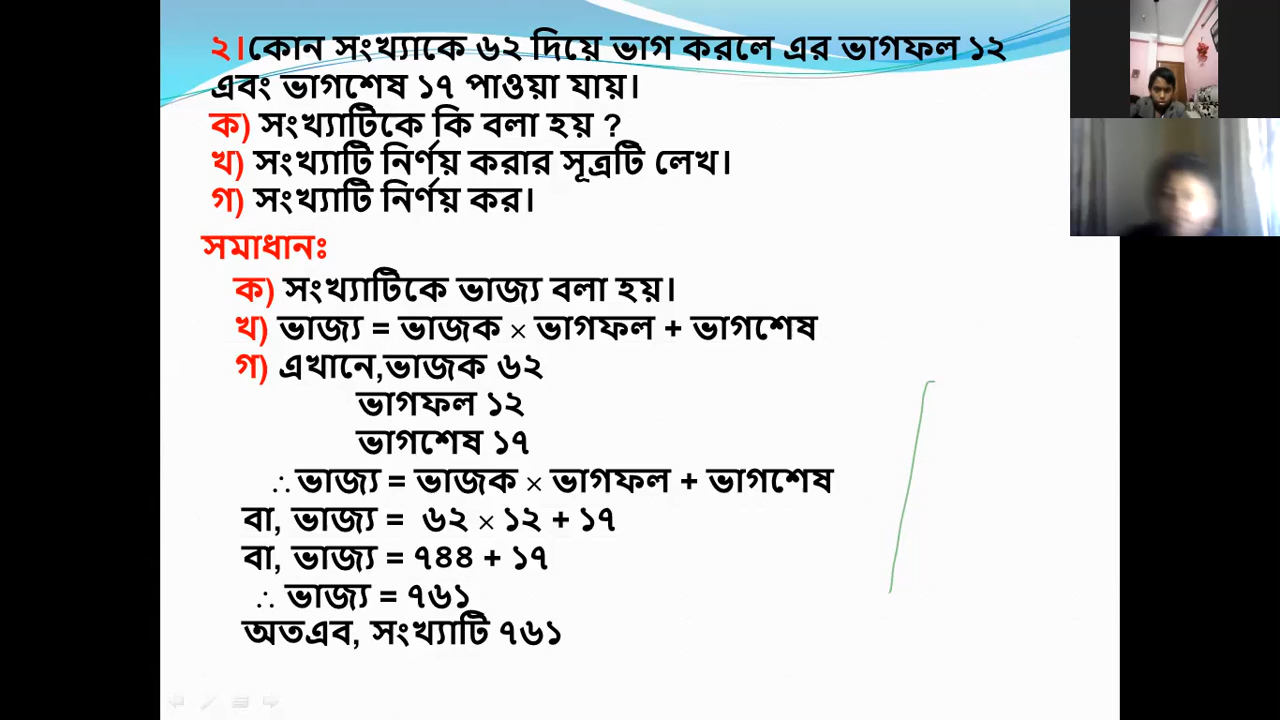 ২।কোন সংখ্যাকে ৬২ দিয়ে ভাগ করলে এর ভাগফল ১২
এবং ভাগশেষ ১৭ পাওয়া যায়।
ক) সংখ্যাটিকে কি বলা হয় ?
খ) সংখ্যাটি নির্ণয় করার সূত্রটি লেখ।
গ) সংখ্যাটি নির্ণয় কর।
সমাধানঃ
ক) সংখ্যাটিকে ভাজ্য বলা হয়।
খ) ভাজ্য = ভাজক × ভাগফল + ভাগশেষ
গ) এখানে,ভাজক ৬২
ভাগফল ১২
ভাগশেষ ১৭
∴ ভাজ্য = ভাজক × ভাগফল + ভাগশেষ
বা, ভাজ্য = ৬২ × ১২ + ১৭
বা, ভাজ্য = ৭৪৪ + ১৭
∴ ভাজ্য = ৭৬১
অতএব, সংখ্যাটি ৭৬১